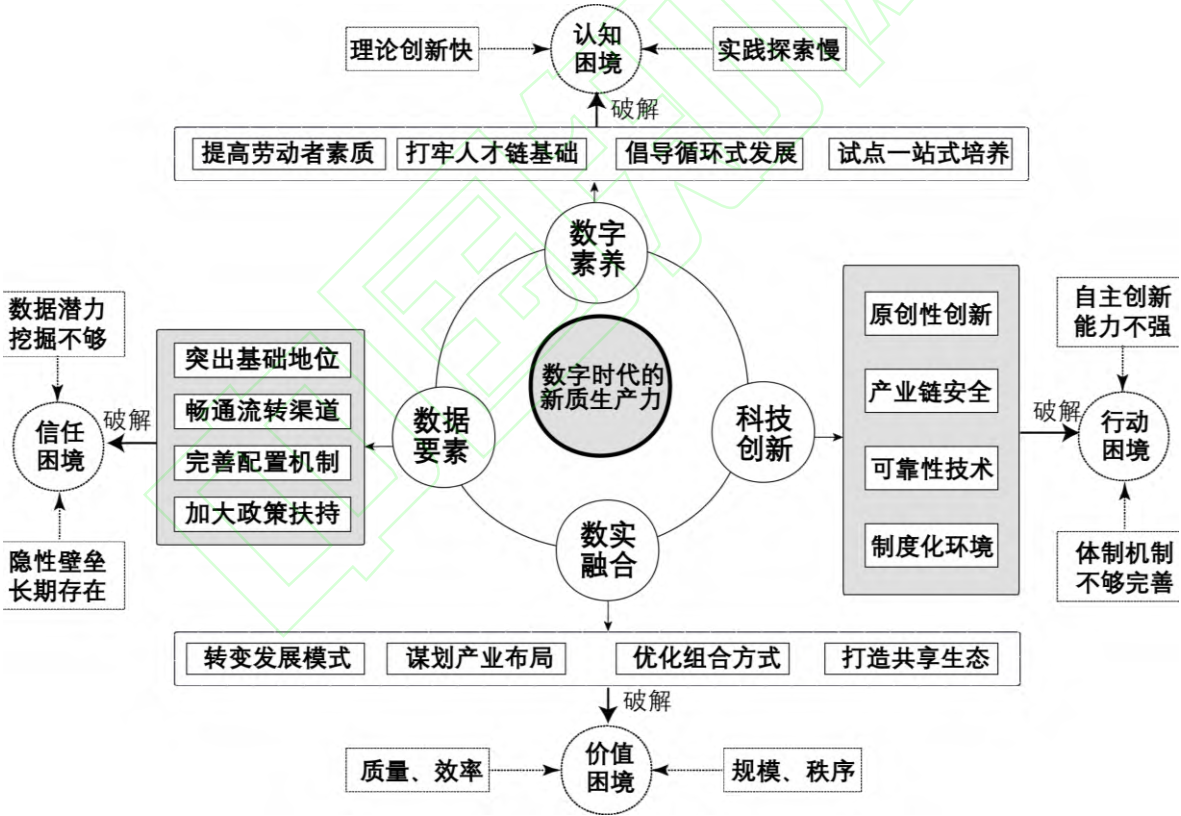 理论创新快
认知
困境
实践探索慢
破解
提高劳动者素质
打牢人才链基础
倡导循环式发展
试点一站式培养
数字
素养
数据潜力
挖掘不够
信任
困境
隐性壁垒
长期存在
破解
突出基础地位
畅通流转渠道
完善配置机制
加大政策扶持
数据
要素
数字时代的
新质生产力
科技
创新
原创性创新
产业链安全
可靠性技术
制度化环境
破解
自主创新
能力不强
行动
困境
体制机制
不够完善
数实
融合
转变发展模式
谋划产业布局
优化组合方式
打造共享生态
破解
质量、效率
价值
困境
规模、秩序